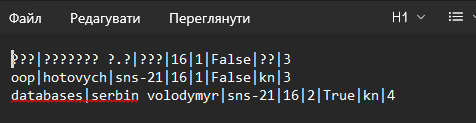 Файл Редагувати Переглянути H1
???|??????? ?.?|???|16|1|False|??|3
oop|hotovych|sns-21|16|1|False|kn|3
databases|serbin volodymyr|sns-21|16|2|True|kn|4